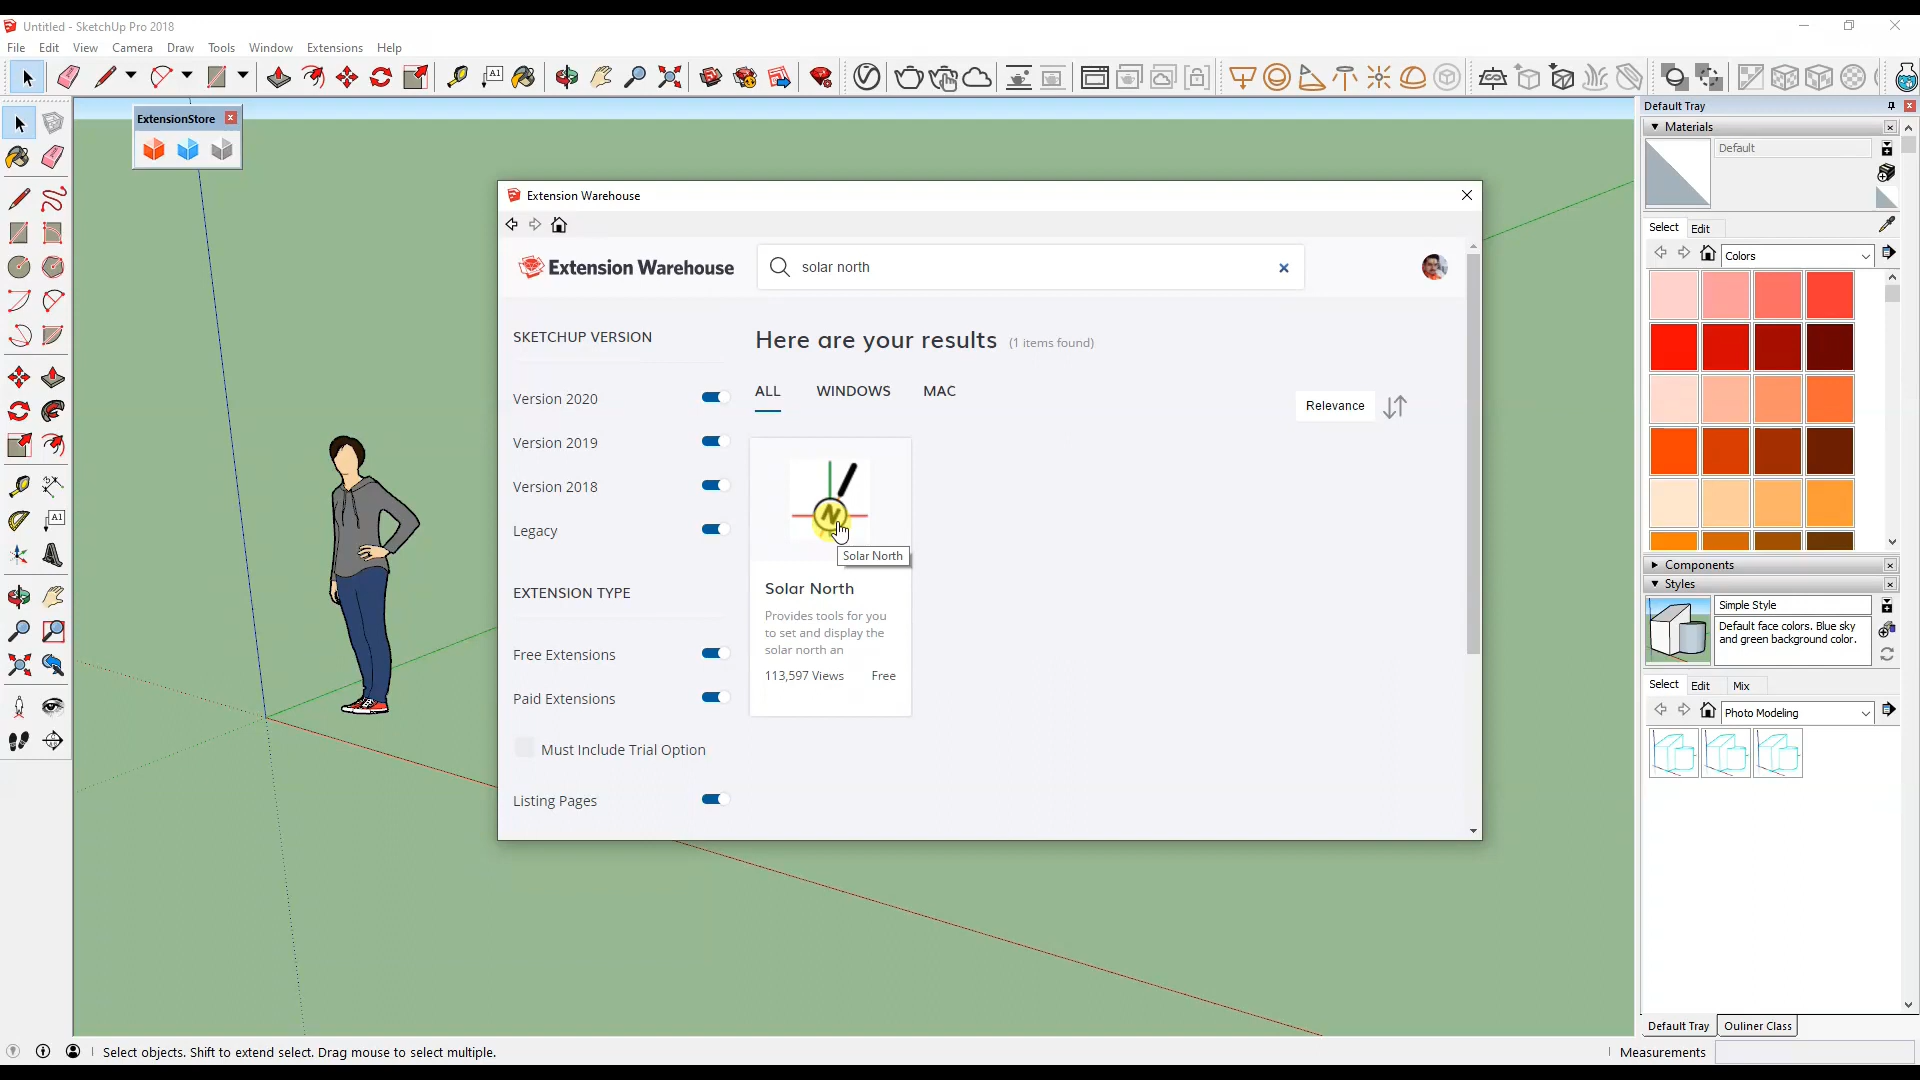 Untitled - SketchUp Pro 2018
File Edit View Camera Draw Tools Window Extensions Help
A1
ExtensionStore
A1
Extension Warehouse
Extension Warehouse
solar north
SKETCHUP VERSION
Version 2020
Version 2019
Version 2018
Legacy
EXTENSION TYPE
Free Extensions
Paid Extensions
Must Include Trial Option
Listing Pages
Here are your results (1 items found)
ALL WINDOWS MAC
Relevance
N
Solar North
Solar North
Provides tools for you
to set and display the
solar north an
113,597 Views Free
Default Tray
Materials
Default
Select Edit
Colors
Components
Styles
Simple Style
Default face colors. Blue sky
and green background color.
Select Edit Mix
Photo Modeling
Default Tray Ouliner Class
Select objects. Shift to extend select. Drag mouse to select multiple.
Measurements